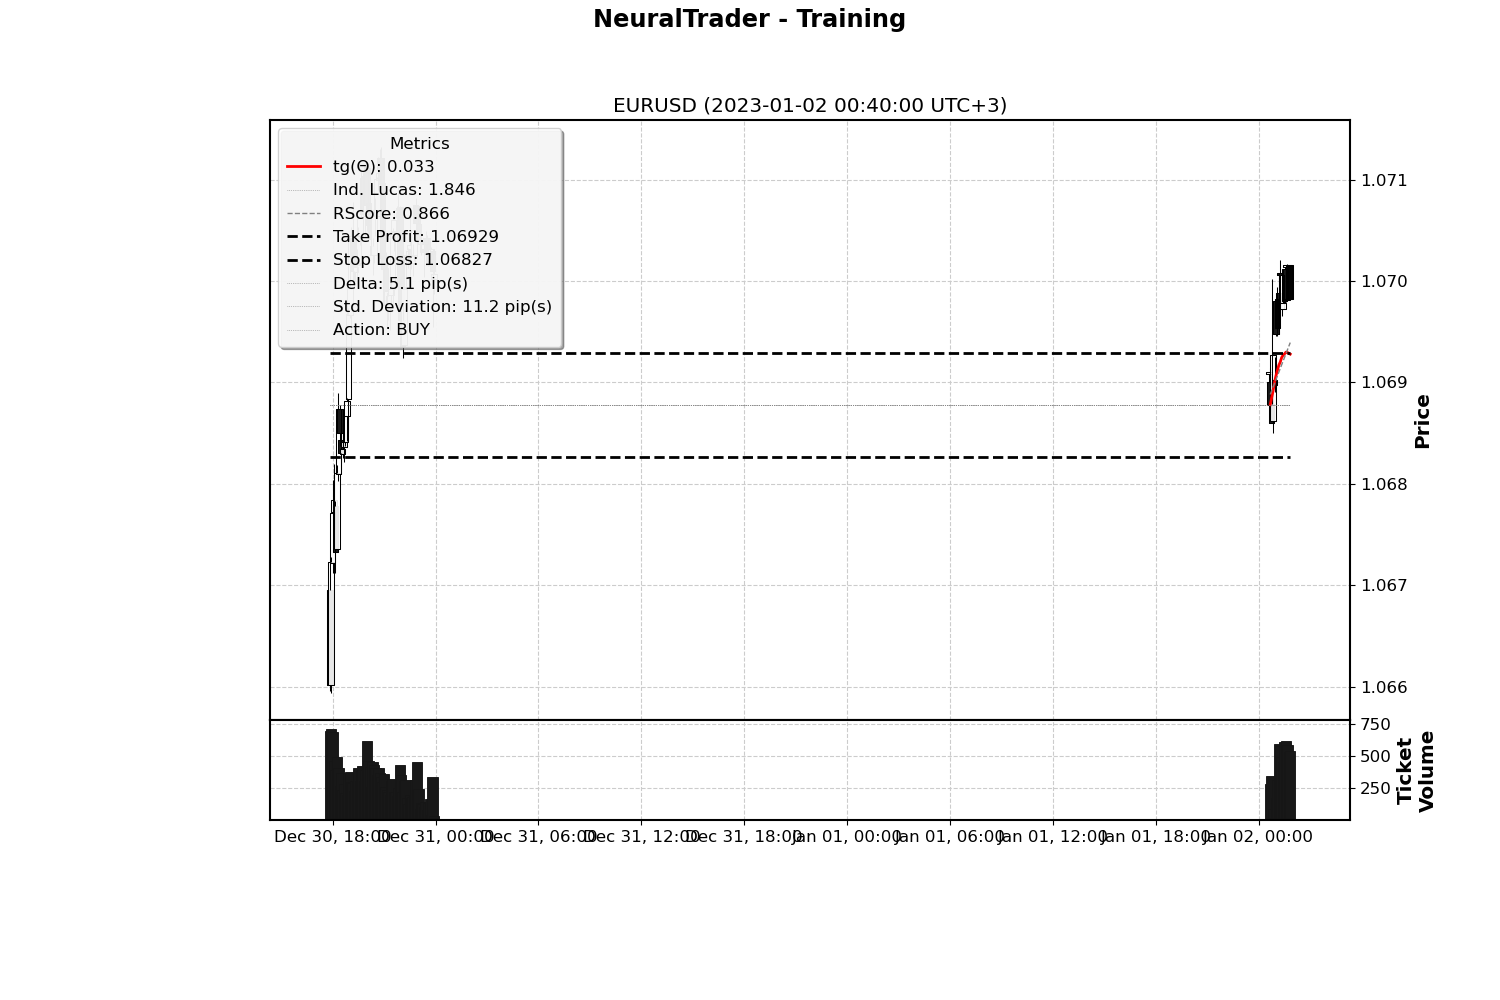 NeuralTrader - Training
EURUSD (2023-01-02 00:40:00 UTC+3)
Metrics
tg(Θ): 0.033
Ind. Lucas: 1.846
RScore: 0.866
Take Profit: 1.06929
Stop Loss: 1.06827
Delta: 5.1 pip(s)
Std. Deviation: 11.2 pip(s)
Action: BUY
1.071
1.070
1.069
1.068
1.067
1.066
Price
750
500
250
Ticket
Volume
Dec 30, 18:00 Dec 31, 00:00 Dec 31, 06:00 Dec 31, 12:00 Dec 31, 18:00 Jan 01, 00:00 Jan 01, 06:00 Jan 01, 12:00 Jan 01, 18:00 Jan 02, 00:00